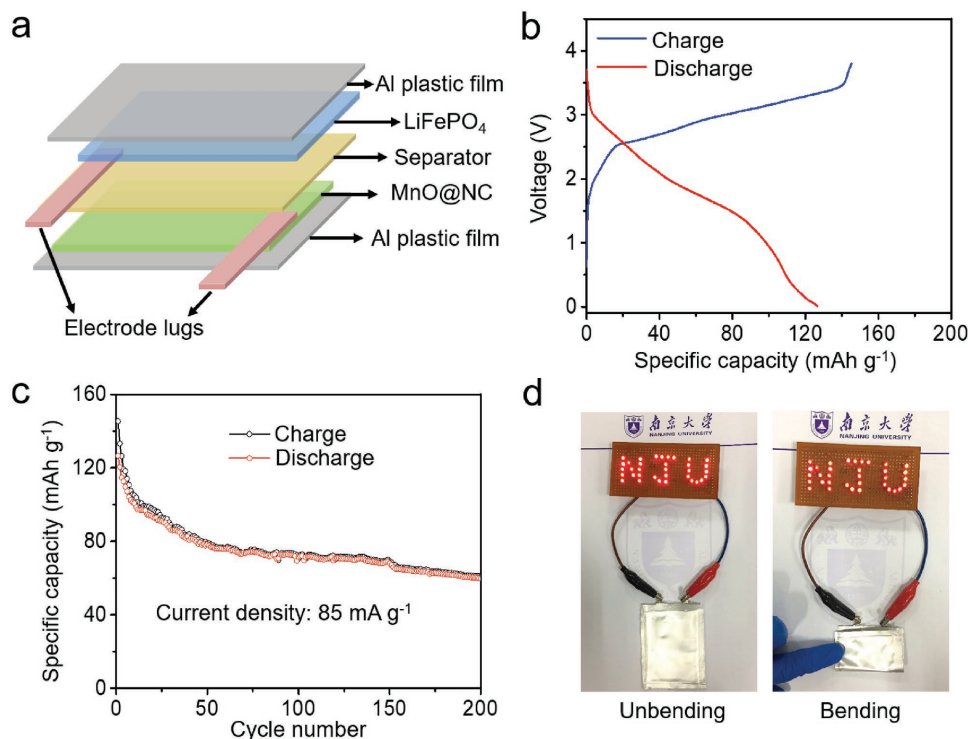 a
Al plastic film
LiFePO₄
Separator
MnO@NC
Al plastic film
Electrode lugs
b
Charge
Discharge
Voltage (V)
4
3
2
1
0
0 40 80 120 160 200
Specific capacity (mAh g⁻¹)
c
Charge
Discharge
Specific capacity (mAh g⁻¹)
160
120
80
40
0
Current density: 85 mA g⁻¹
0 50 100 150 200
Cycle number
d
南京大学
NANJING UNIVERSITY
NJU
Unbending
南京大学
NANJING UNIVERSITY
NJU
Bending